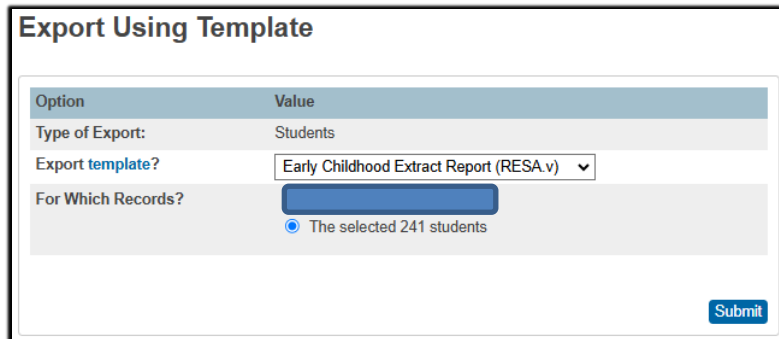 Export Using Template
Option Value
Type of Export: Students
Export template? Early Childhood Extract Report (RESA.v)
For Which Records?
The selected 241 students
Submit